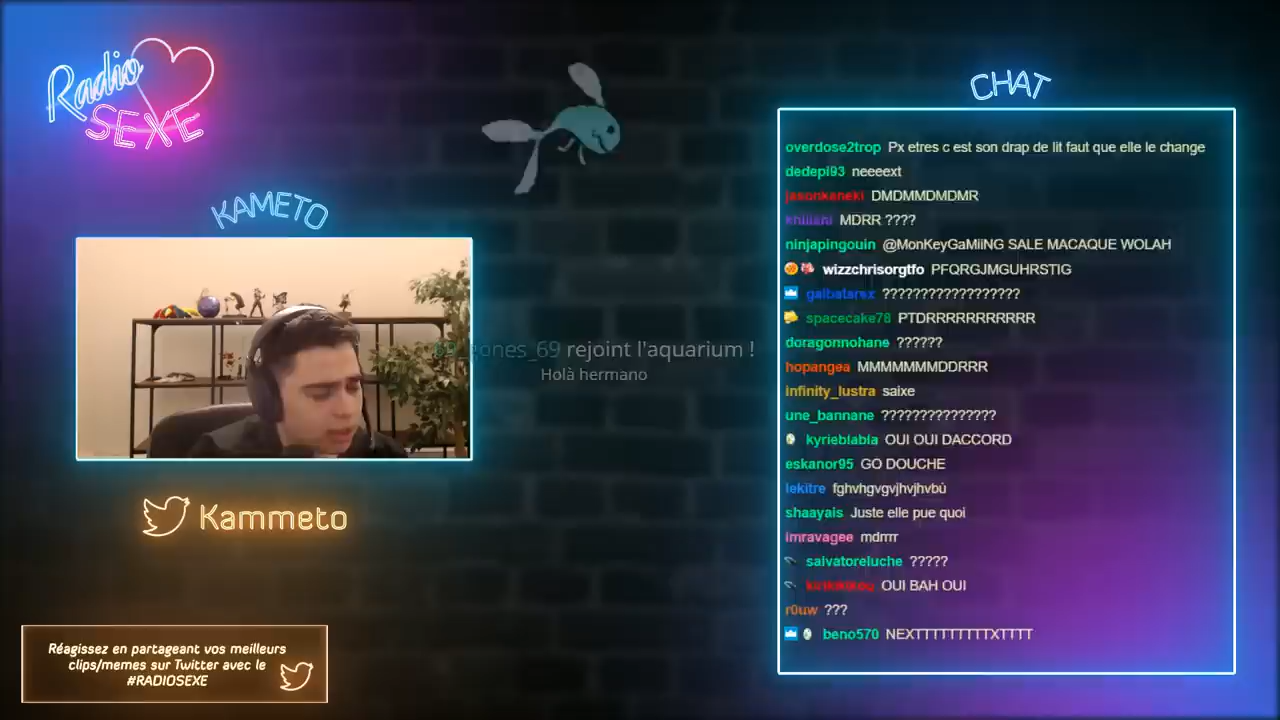 Radio
SEXE
KAMETO
Kammeto
Réagissez en partageant vos meilleurs
clips/memes sur Twitter avec le
#RADIOSEXE
69_gones_69 rejoint l'aquarium !
Holà hermano
CHAT
overdose2trop Px etres c est son drap de lit faut que elle le change
dedepi93 neeeext
jasonkaneki DMDMMDMDMR
khiliani MDRR ????
ninjapingouin @MonKeyGaMiiNG SALE MACAQUE WOLAH
wizzchrisorgtfo PFQRGJMGUHRSTIG
galbatarex ??????????????????
spacecake78 PTDRRRRRRRRRRR
doragonnohane ??????
hopangea MMMMMMMDDRRR
infinity_lustra saixe
une_bannane ???????????????
kyrieblabla OUI OUI DACCORD
eskanor95 GO DOUCHE
lekitre fghvhgvgvjhvjhvbù
shaayais Juste elle pue quoi
imravagee mdrrrr
salvatoreluche ?????
OUI BAH OUI
r0uw ???
beno570 NEXTTTTTTTTTXTTTT